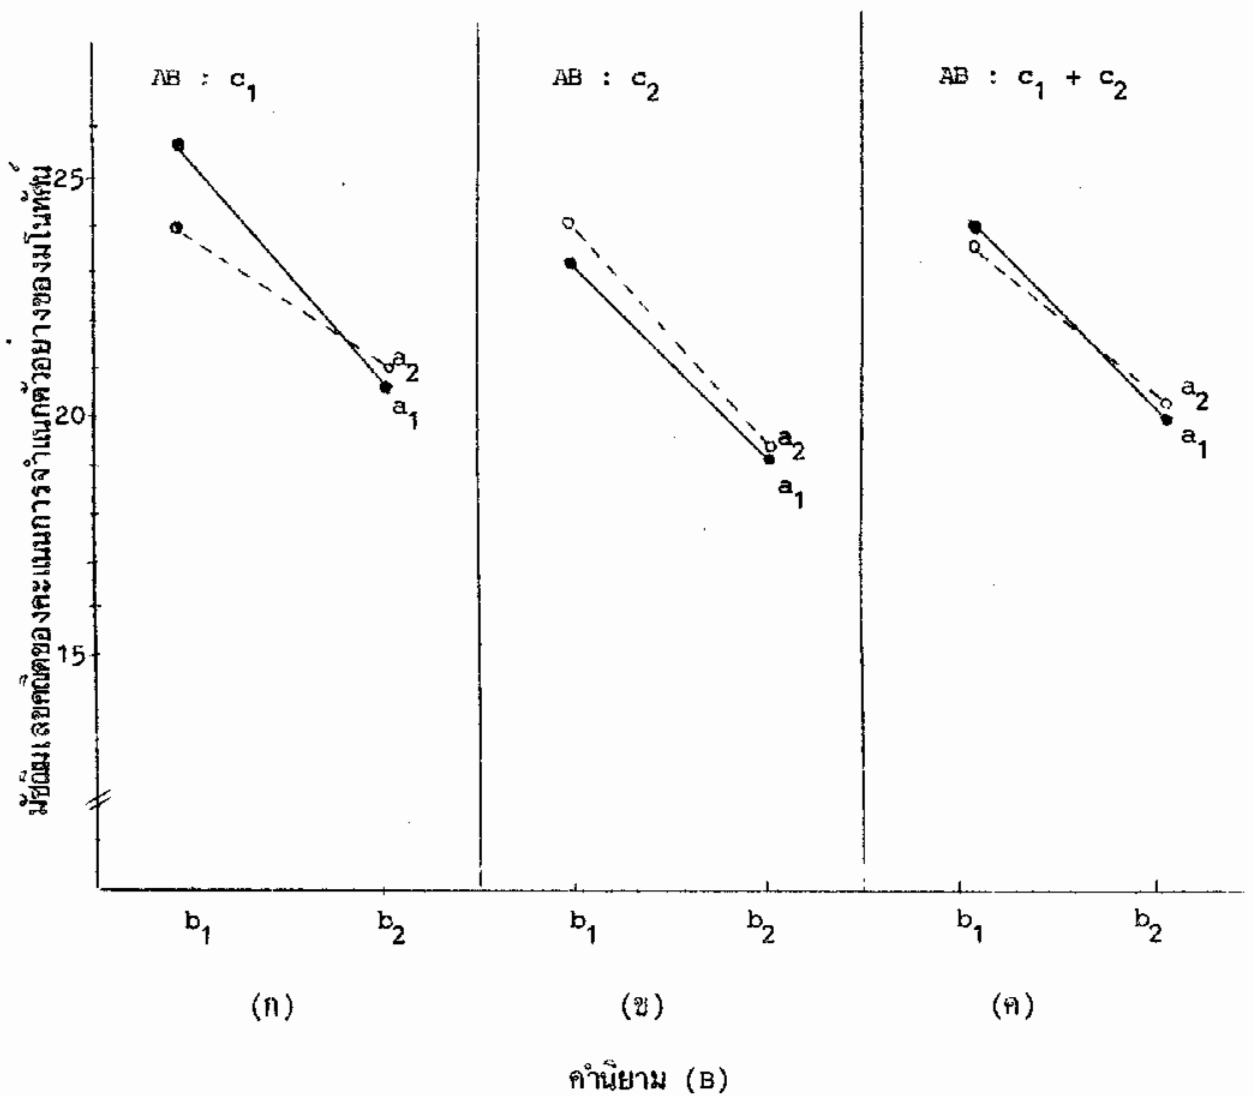 AB : c1
AB : c2
AB : c1 + c2
มัชฌิมเลขคณิตของคะแนนการจำแนกตัวอย่างของมโนทัศน์
25
20
15
a2
a1
a2
a1
a2
a1
b1
b2
b1
b2
b1
b2
(ก)
(ข)
(ค)
คำนิยาม (B)